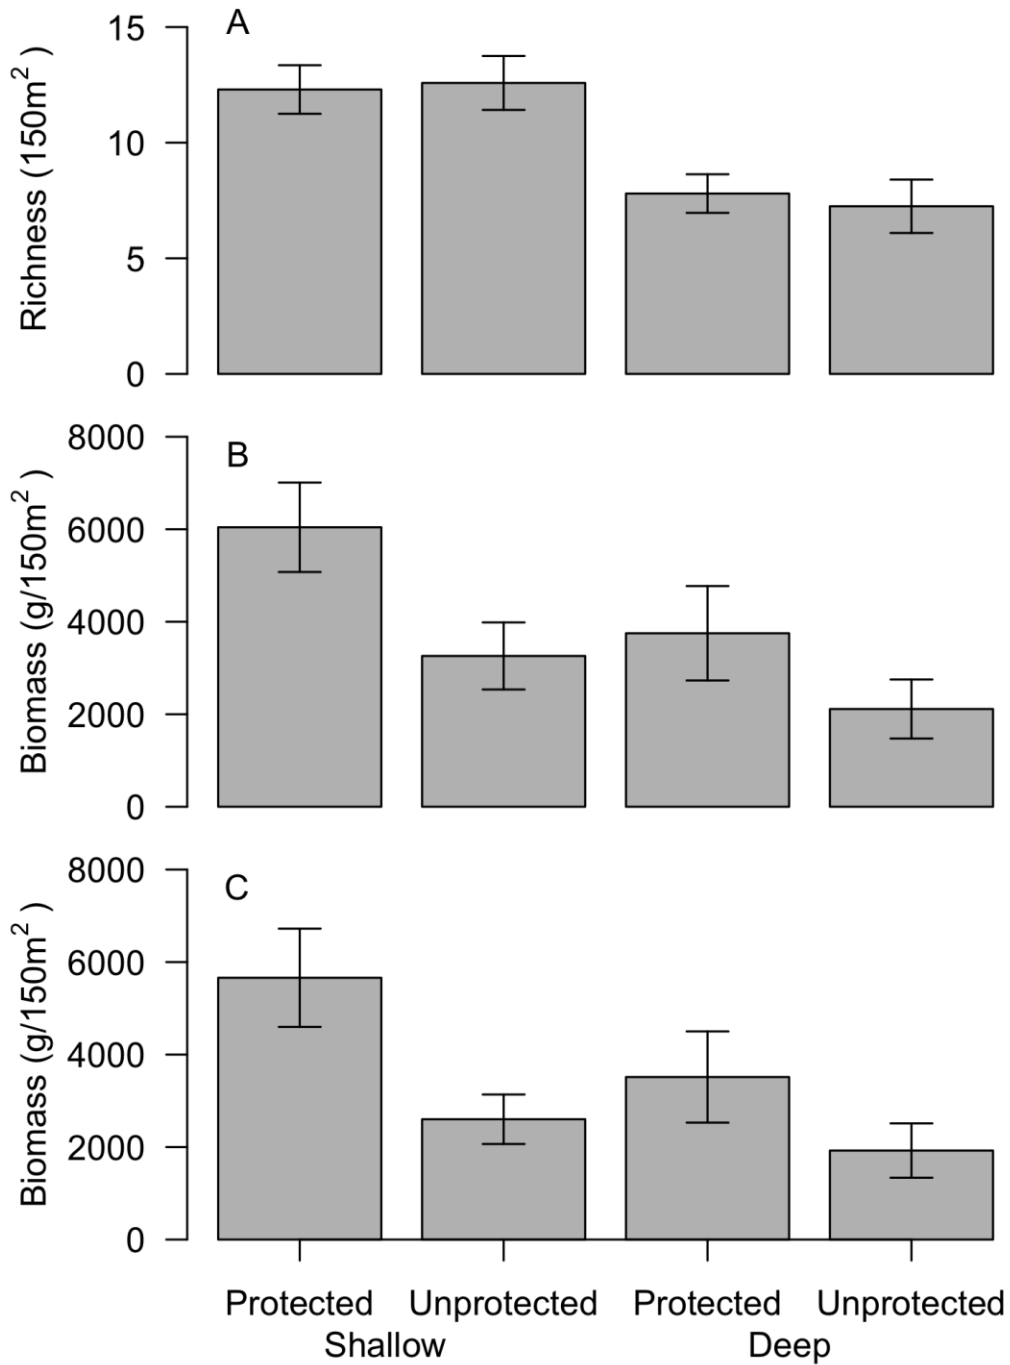 A
Richness (150m²)
15
10
5
0
B
Biomass (g/150m²)
8000
6000
4000
2000
0
C
Biomass (g/150m²)
8000
6000
4000
2000
0
Protected Unprotected Protected Unprotected
Shallow Deep